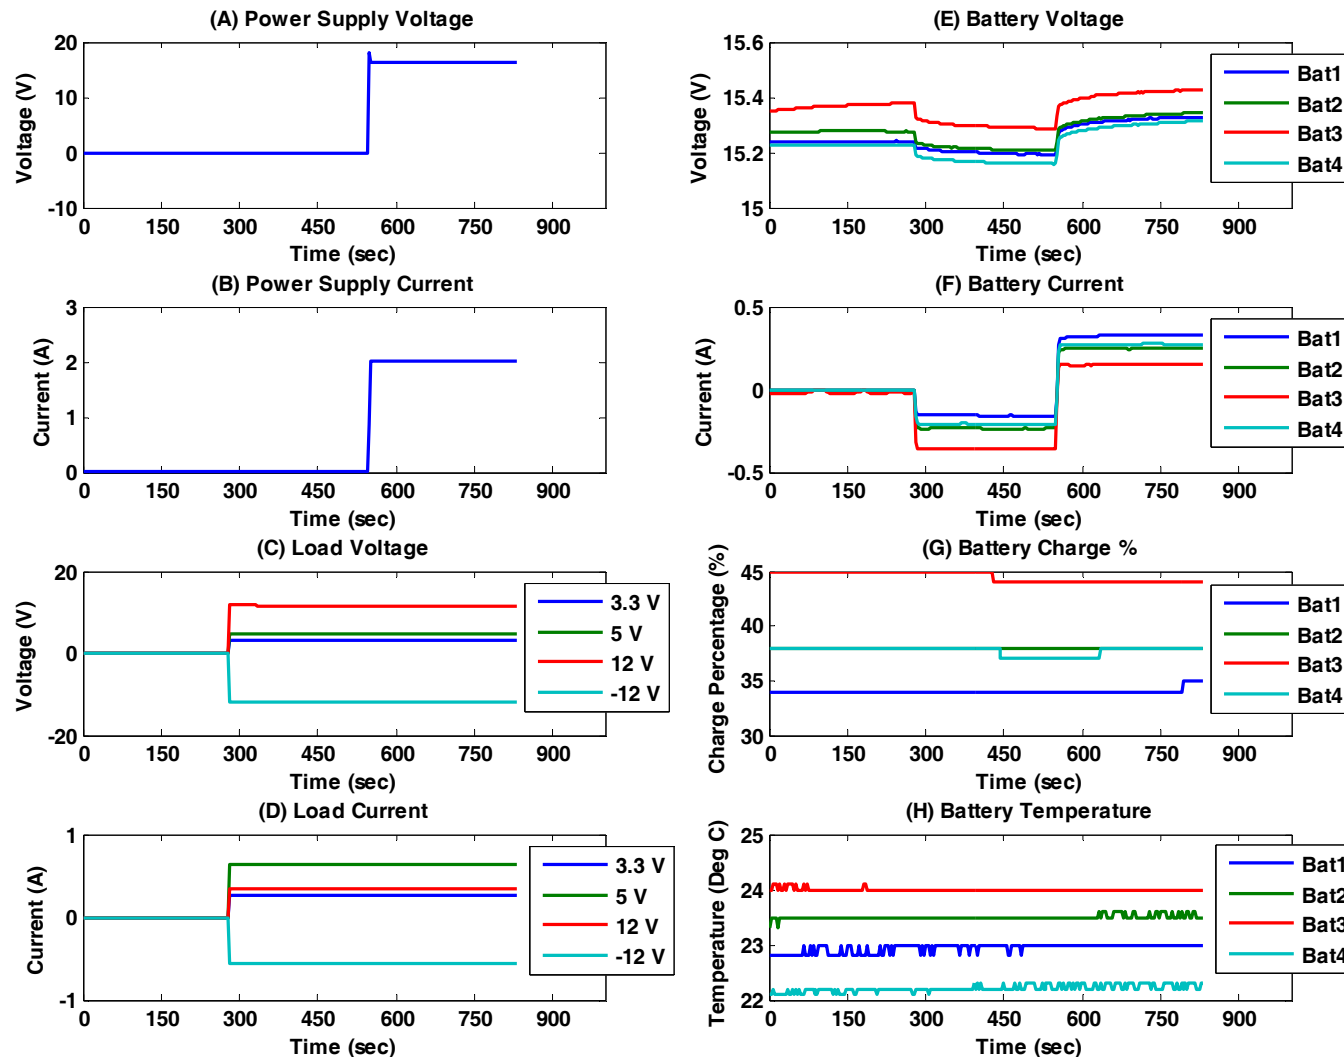 (A) Power Supply Voltage
Voltage (V)
20
10
0
-10
0 150 300 450 600 750 900
Time (sec)
(B) Power Supply Current
Current (A)
3
2
1
0
0 150 300 450 600 750 900
Time (sec)
(C) Load Voltage
Voltage (V)
20
0
-20
0 150 300 450 600 750 900
Time (sec)
3.3 V
5 V
12 V
-12 V
(D) Load Current
Current (A)
1
0
-1
0 150 300 450 600 750 900
Time (sec)
3.3 V
5 V
12 V
-12 V
(E) Battery Voltage
Voltage (V)
15.6
15.4
15.2
15
0 150 300 450 600 750 900
Time (sec)
Bat1
Bat2
Bat3
Bat4
(F) Battery Current
Current (A)
0.5
0
-0.5
0 150 300 450 600 750 900
Time (sec)
Bat1
Bat2
Bat3
Bat4
(G) Battery Charge %
Charge Percentage (%)
45
40
35
30
0 150 300 450 600 750 900
Time (sec)
Bat1
Bat2
Bat3
Bat4
(H) Battery Temperature
Temperature (Deg C)
25
24
23
22
0 150 300 450 600 750 900
Time (sec)
Bat1
Bat2
Bat3
Bat4